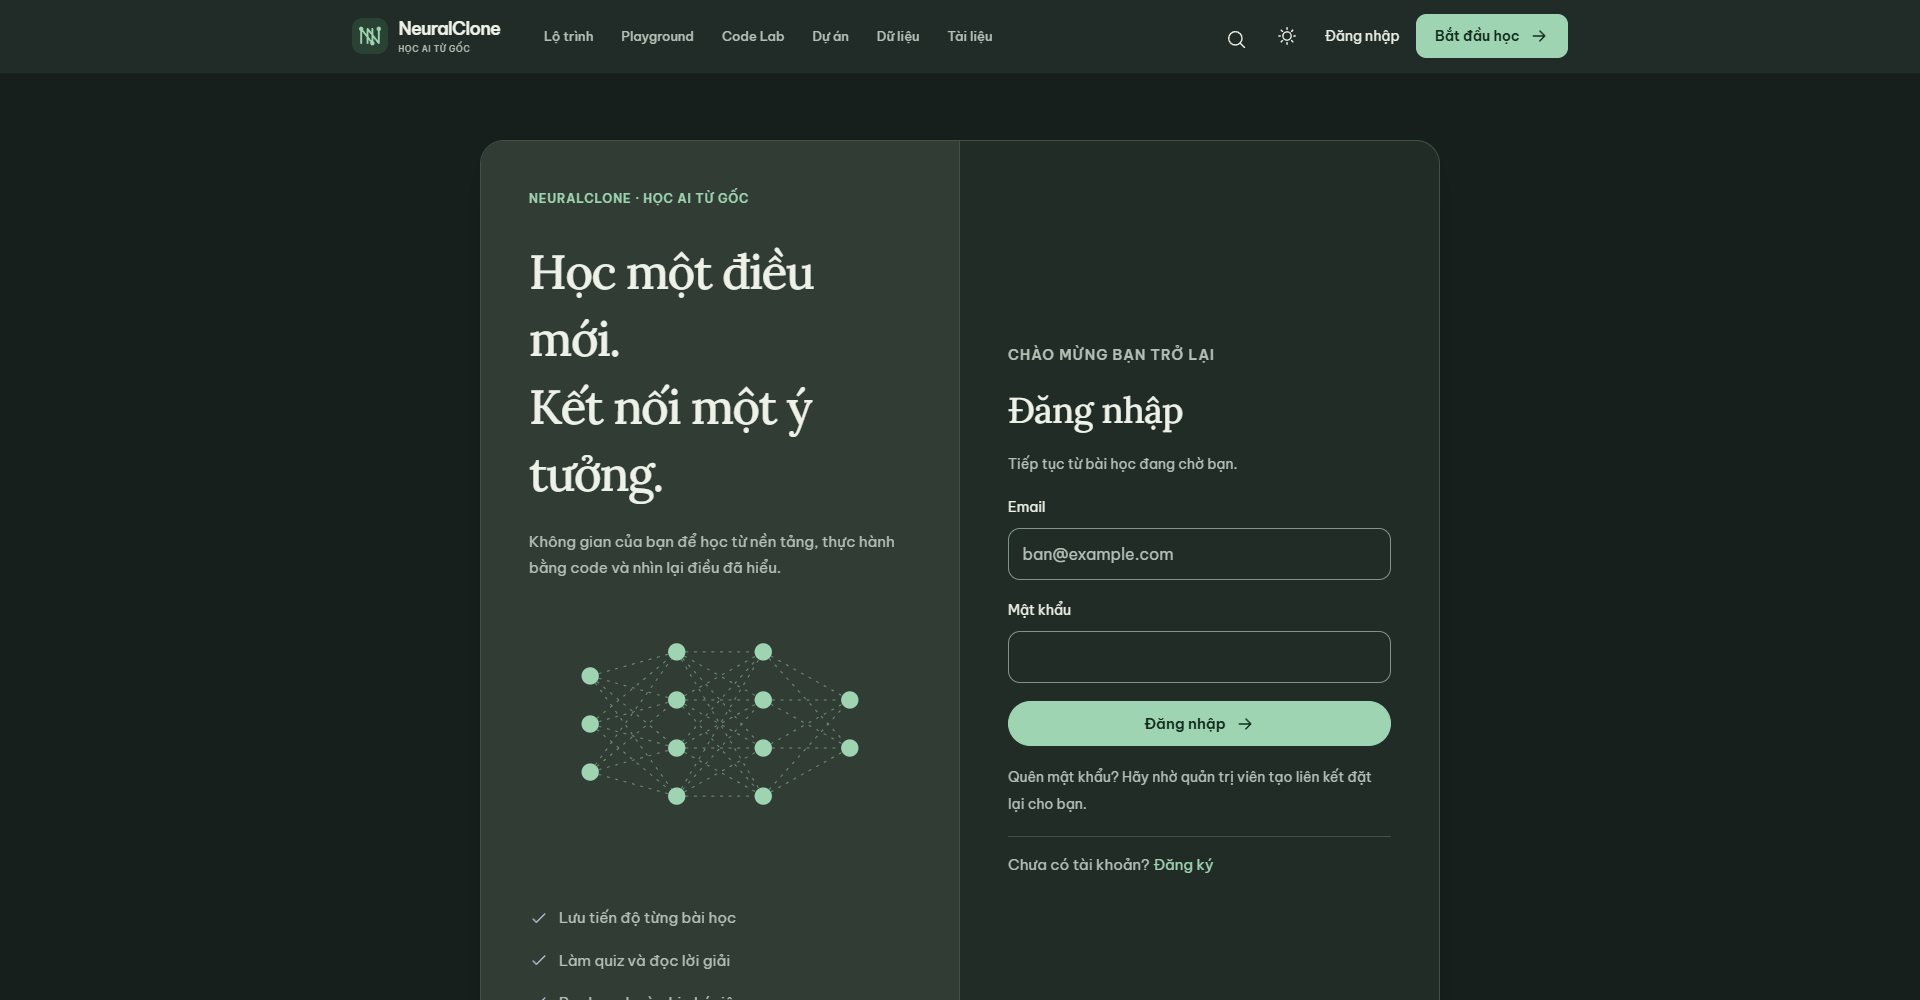 NeuralClone
HỌC AI TỪ GỐC
Lộ trình
Playground
Code Lab
Dự án
Dữ liệu
Tài liệu
Đăng nhập
Bắt đầu học
NEURALCLONE · HỌC AI TỪ GỐC
Học một điều
mới.
Kết nối một ý
tưởng.
Không gian của bạn để học từ nền tảng, thực hành
bằng code và nhìn lại điều đã hiểu.
Lưu tiến độ từng bài học
Làm quiz và đọc lời giải
CHÀO MỪNG BẠN TRỞ LẠI
Đăng nhập
Tiếp tục từ bài học đang chờ bạn.
Email
ban@example.com
Mật khẩu
Đăng nhập
Quên mật khẩu? Hãy nhờ quản trị viên tạo liên kết đặt
lại cho bạn.
Chưa có tài khoản? Đăng ký